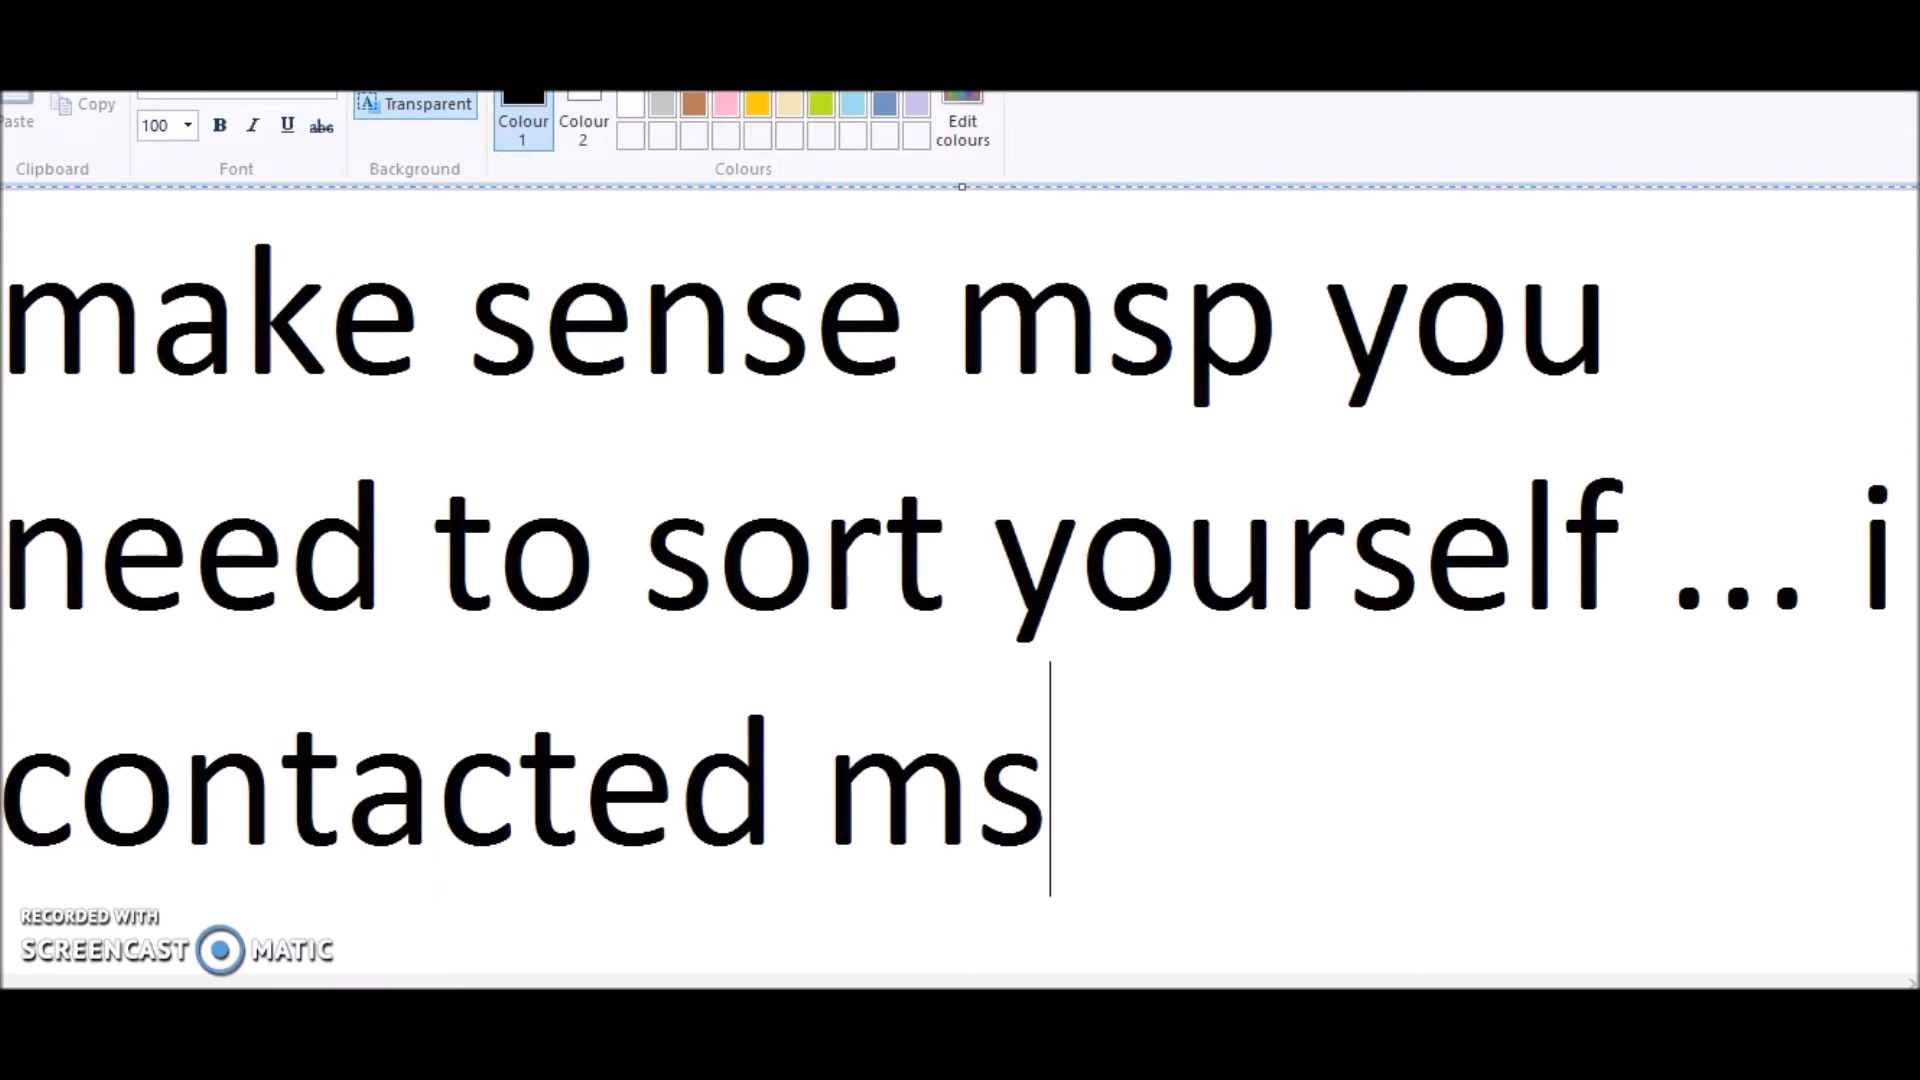 Paste Copy
100 B I U abc
A Transparent
Colour 1
Colour 2
Edit colours
Clipboard Font Background Colours
make sense msp you
need to sort yourself ... i
contacted ms
RECORDED WITH
SCREENCAST MATIC